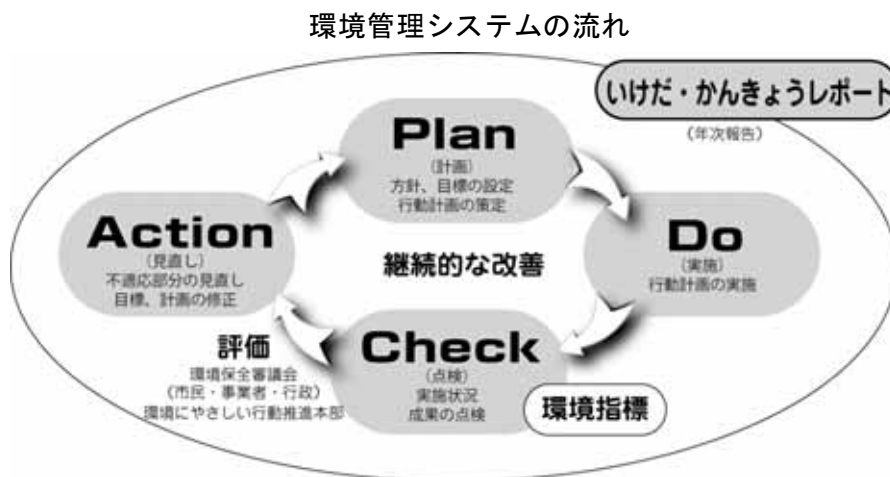 環境管理システムの流れ
いけだ・かんきょうレポート
（年次報告）
Plan
（計画）
方針、目標の設定
行動計画の策定
Action
（見直し）
不適応部分の見直し
目標、計画の修正
継続的な改善
Do
（実施）
行動計画の実施
評価
環境保全審議会
（市民・事業者・行政）
環境にやさしい行動推進本部
Check
（点検）
実施状況
成果の点検
環境指標